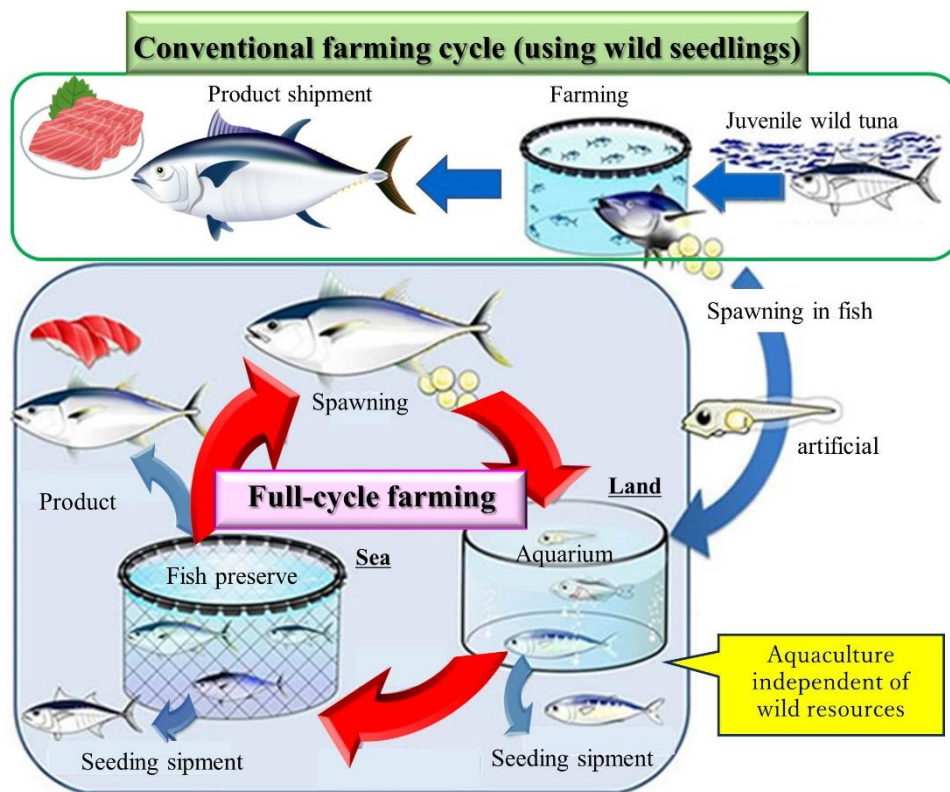 Conventional farming cycle (using wild seedlings)
Product shipment
Farming
Juvenile wild tuna
Spawning in fish
artificial
Spawning
Product
Full-cycle farming
Land
Aquarium
Sea
Fish preserve
Aquaculture
independent of
wild resources
Seeding sipment
Seeding sipment